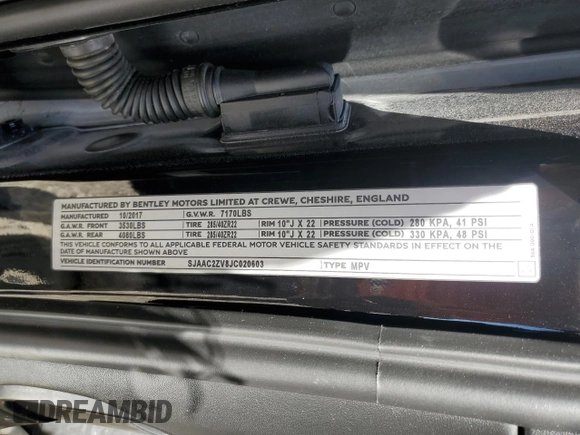 MANUFACTURED BY BENTLEY MOTORS LIMITED AT CREWE, CHESHIRE, ENGLAND
MANUFACTURED 10/2017 G.V.W.R. 7170LBS
G.A.W.R. FRONT 3530LBS TIRE 285/40ZR22 RIM 10"J X 22 PRESSURE (COLD) 280 KPA, 41 PSI
G.A.W.R. REAR 4080LBS TIRE 285/40ZR22 RIM 10"J X 22 PRESSURE (COLD) 330 KPA, 48 PSI
THIS VEHICLE CONFORMS TO ALL APPLICABLE FEDERAL MOTOR VEHICLE SAFETY STANDARDS IN EFFECT ON THE DATE OF
MANUFACTURE SHOWN ABOVE
VEHICLE IDENTIFICATION NUMBER SJAAC2ZV8JC020603 TYPE MPV
DREAMBID